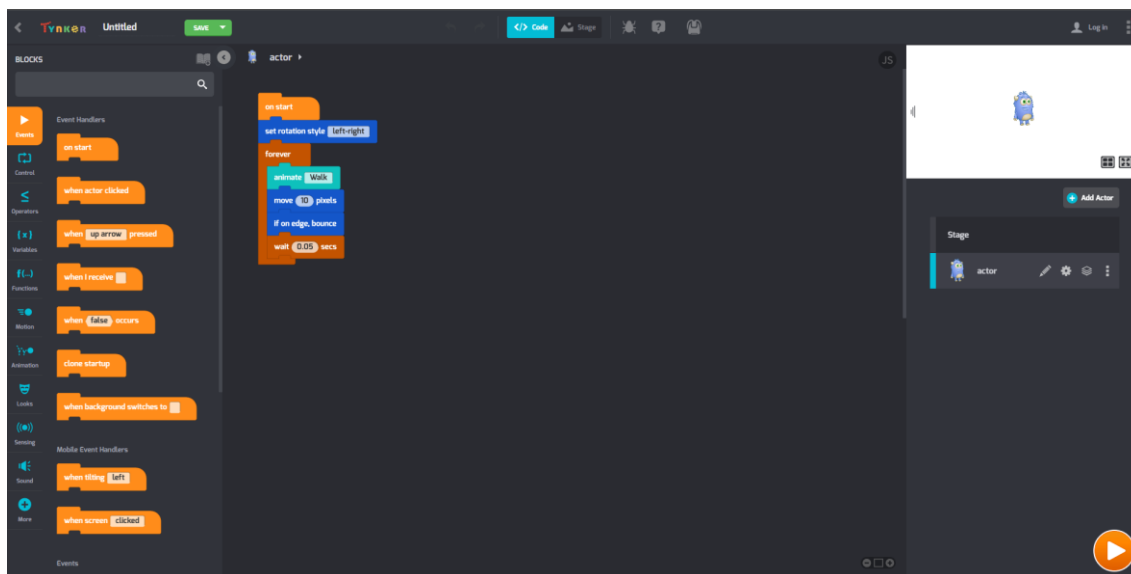 Tynker Untitled SAVE </> Code Stage Log in
BLOCKS
actor
JS
Events
Control
Operators
Variables
Functions
Motion
Animation
Looks
Sensing
Sound
More
Event Handlers
on start
when actor clicked
when up arrow pressed
when I receive
when false occurs
clone startup
when background switches to
Mobile Event Handlers
when tilting left
when screen clicked
Events
on start
set rotation style left-right
forever
animate Walk
move 10 pixels
if on edge, bounce
wait 0.05 secs
Add Actor
Stage
actor